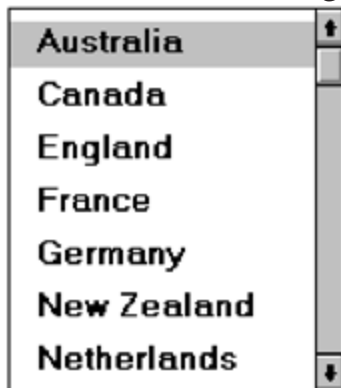 Australia
Canada
England
France
Germany
New Zealand
Netherlands